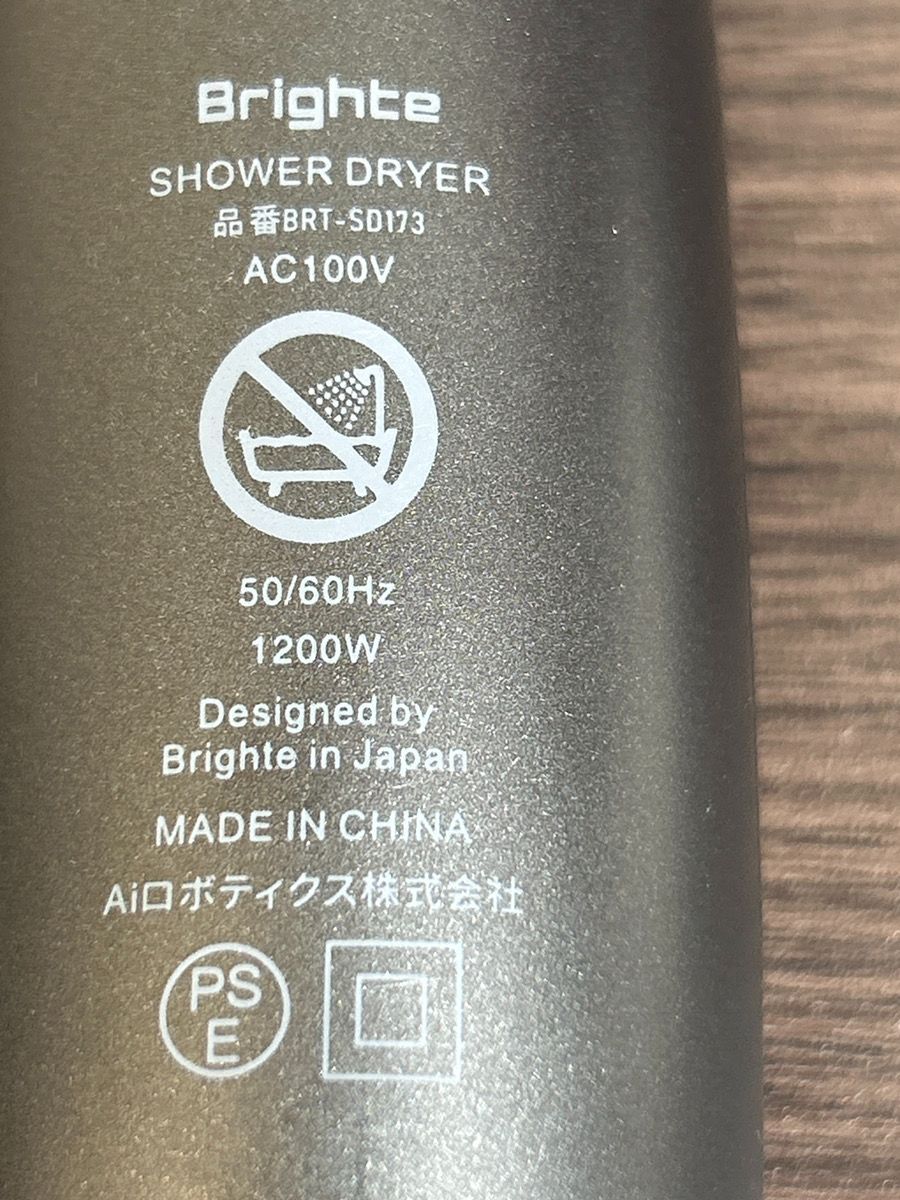 Brighte
SHOWER DRYER
品番BRT-SD173
AC100V
50/60Hz
1200W
Designed by
Brighte in Japan
MADE IN CHINA
Aiロボティクス株式会社
PS
E